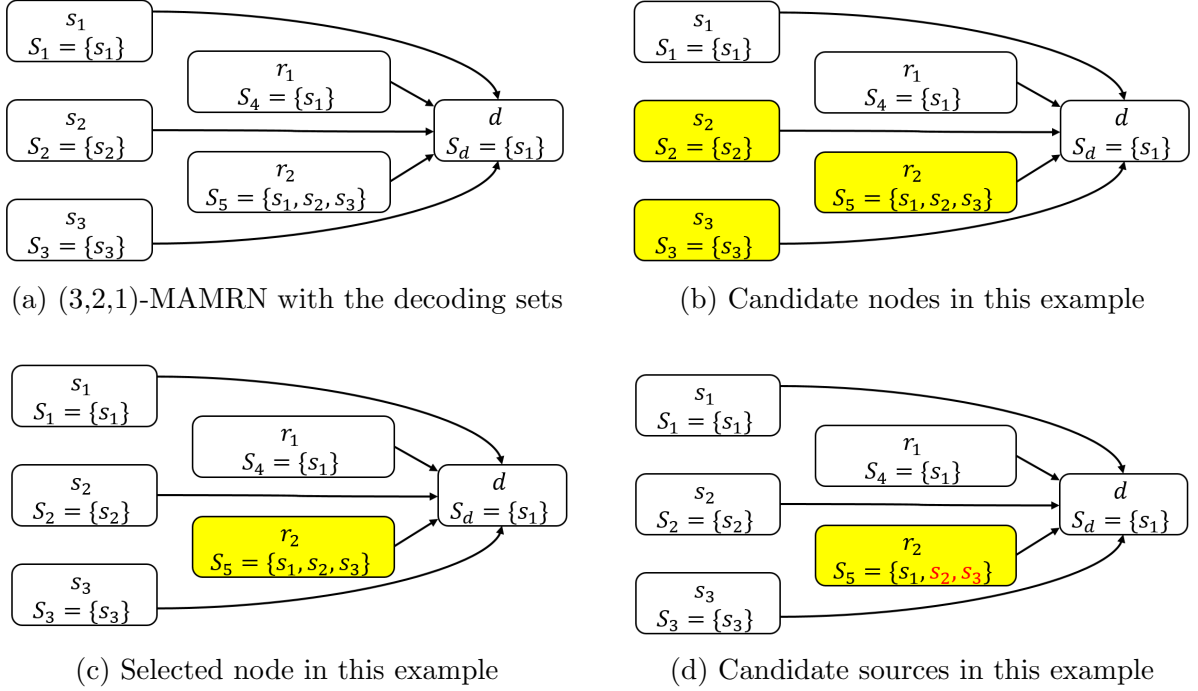 s₁
S₁ = {s₁}
r₁
S₄ = {s₁}
s₂
S₂ = {s₂}
d
S_d = {s₁}
r₂
S₅ = {s₁, s₂, s₃}
s₃
S₃ = {s₃}
(a) (3,2,1)-MAMRN with the decoding sets
s₁
S₁ = {s₁}
r₁
S₄ = {s₁}
s₂
S₂ = {s₂}
d
S_d = {s₁}
r₂
S₅ = {s₁, s₂, s₃}
s₃
S₃ = {s₃}
(b) Candidate nodes in this example
s₁
S₁ = {s₁}
r₁
S₄ = {s₁}
s₂
S₂ = {s₂}
d
S_d = {s₁}
r₂
S₅ = {s₁, s₂, s₃}
s₃
S₃ = {s₃}
(c) Selected node in this example
s₁
S₁ = {s₁}
r₁
S₄ = {s₁}
s₂
S₂ = {s₂}
d
S_d = {s₁}
r₂
S₅ = {s₁, s₂, s₃}
s₃
S₃ = {s₃}
(d) Candidate sources in this example